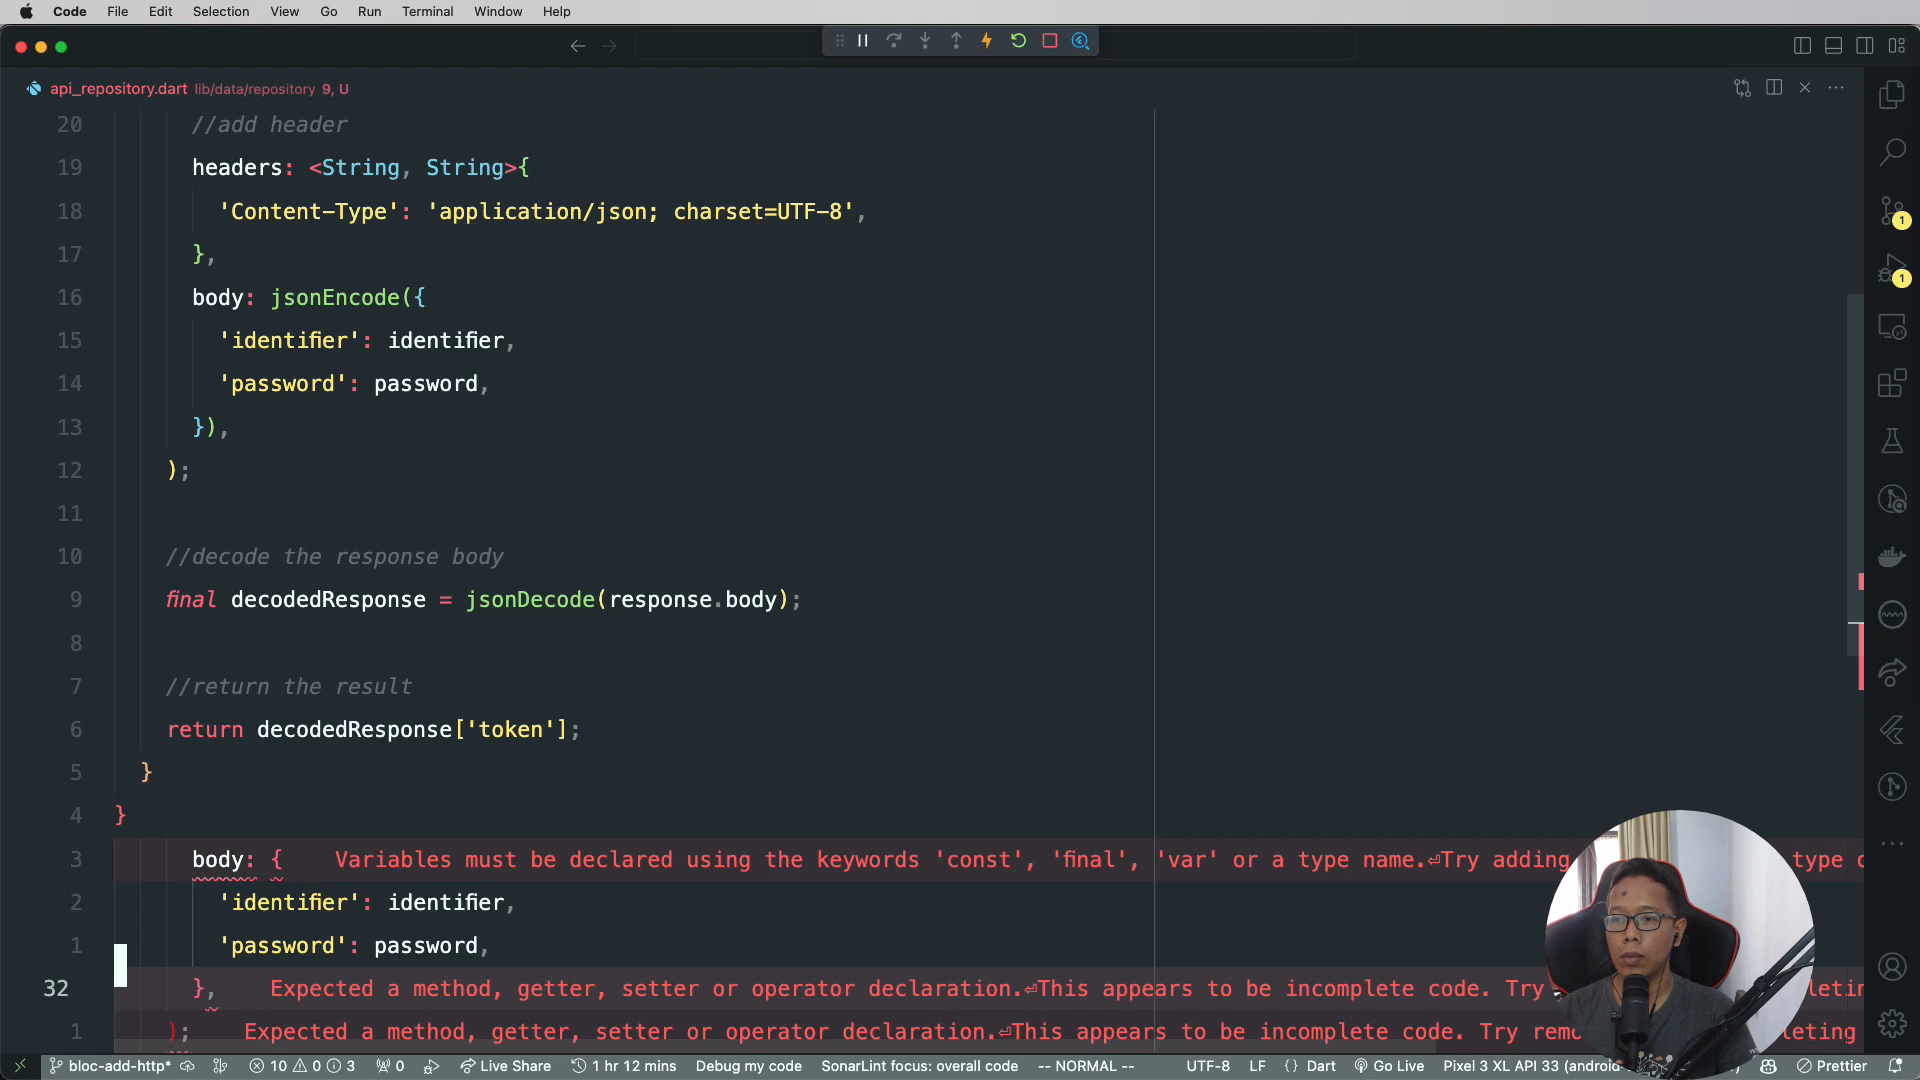 Code File Edit Selection View Go Run Terminal Window Help
api_repository.dart lib/data/repository 9, U
20 //add header
19 headers: <String, String>{
18 'Content-Type': 'application/json; charset=UTF-8',
17 },
16 body: jsonEncode({
15 'identifier': identifier,
14 'password': password,
13 }),
12 );
11
10 //decode the response body
9 final decodedResponse = jsonDecode(response.body);
8
7 //return the result
6 return decodedResponse['token'];
5 }
4 }
3 body: { Variables must be declared using the keywords 'const', 'final', 'var' or a type name.⏎Try adding type
2 'identifier': identifier,
1 'password': password,
32 }, Expected a method, getter, setter or operator declaration.⏎This appears to be incomplete code. Try
1 ); Expected a method, getter, setter or operator declaration.⏎This appears to be incomplete code. Try
1
1
bloc-add-http* 10 0 3 0 Live Share 1 hr 12 mins Debug my code SonarLint focus: overall code -- NORMAL -- UTF-8 LF {} Dart Go Live Pixel 3 XL API 33 (android Prettier